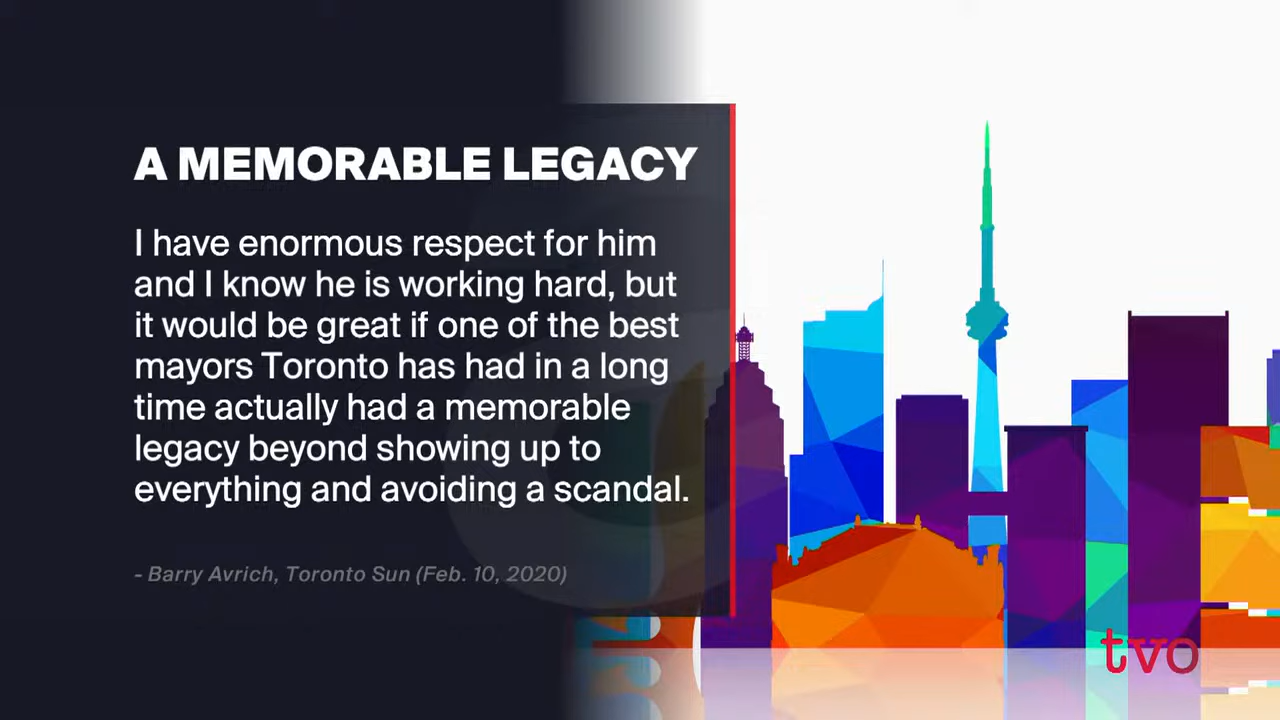 A MEMORABLE LEGACY
I have enormous respect for him
and I know he is working hard, but
it would be great if one of the best
mayors Toronto has had in a long
time actually had a memorable
legacy beyond showing up to
everything and avoiding a scandal.
- Barry Avrich, Toronto Sun (Feb. 10, 2020)
tvo